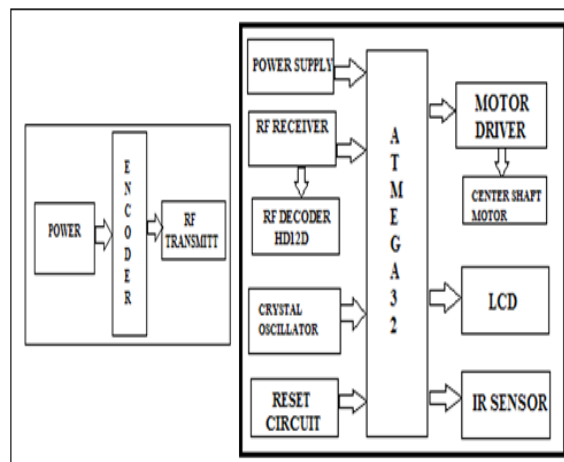 POWER
E
N
C
O
D
E
R
RF
TRANSMITT
POWER SUPPLY
RF RECEIVER
RF DECODER
HD12D
CRYSTAL
OSCILLATOR
RESET
CIRCUIT
A
T
M
E
G
A
3
2
MOTOR
DRIVER
CENTER SHAFT
MOTOR
LCD
IR SENSOR